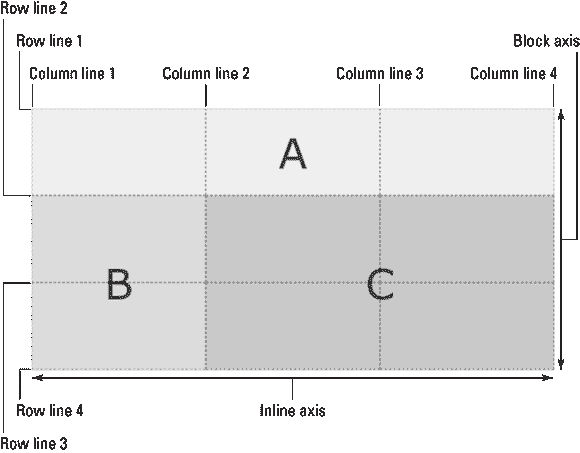 Row line 2
Row line 1
Block axis
Column line 1
Column line 2
Column line 3
Column line 4
A
B
C
Row line 4
Inline axis
Row line 3